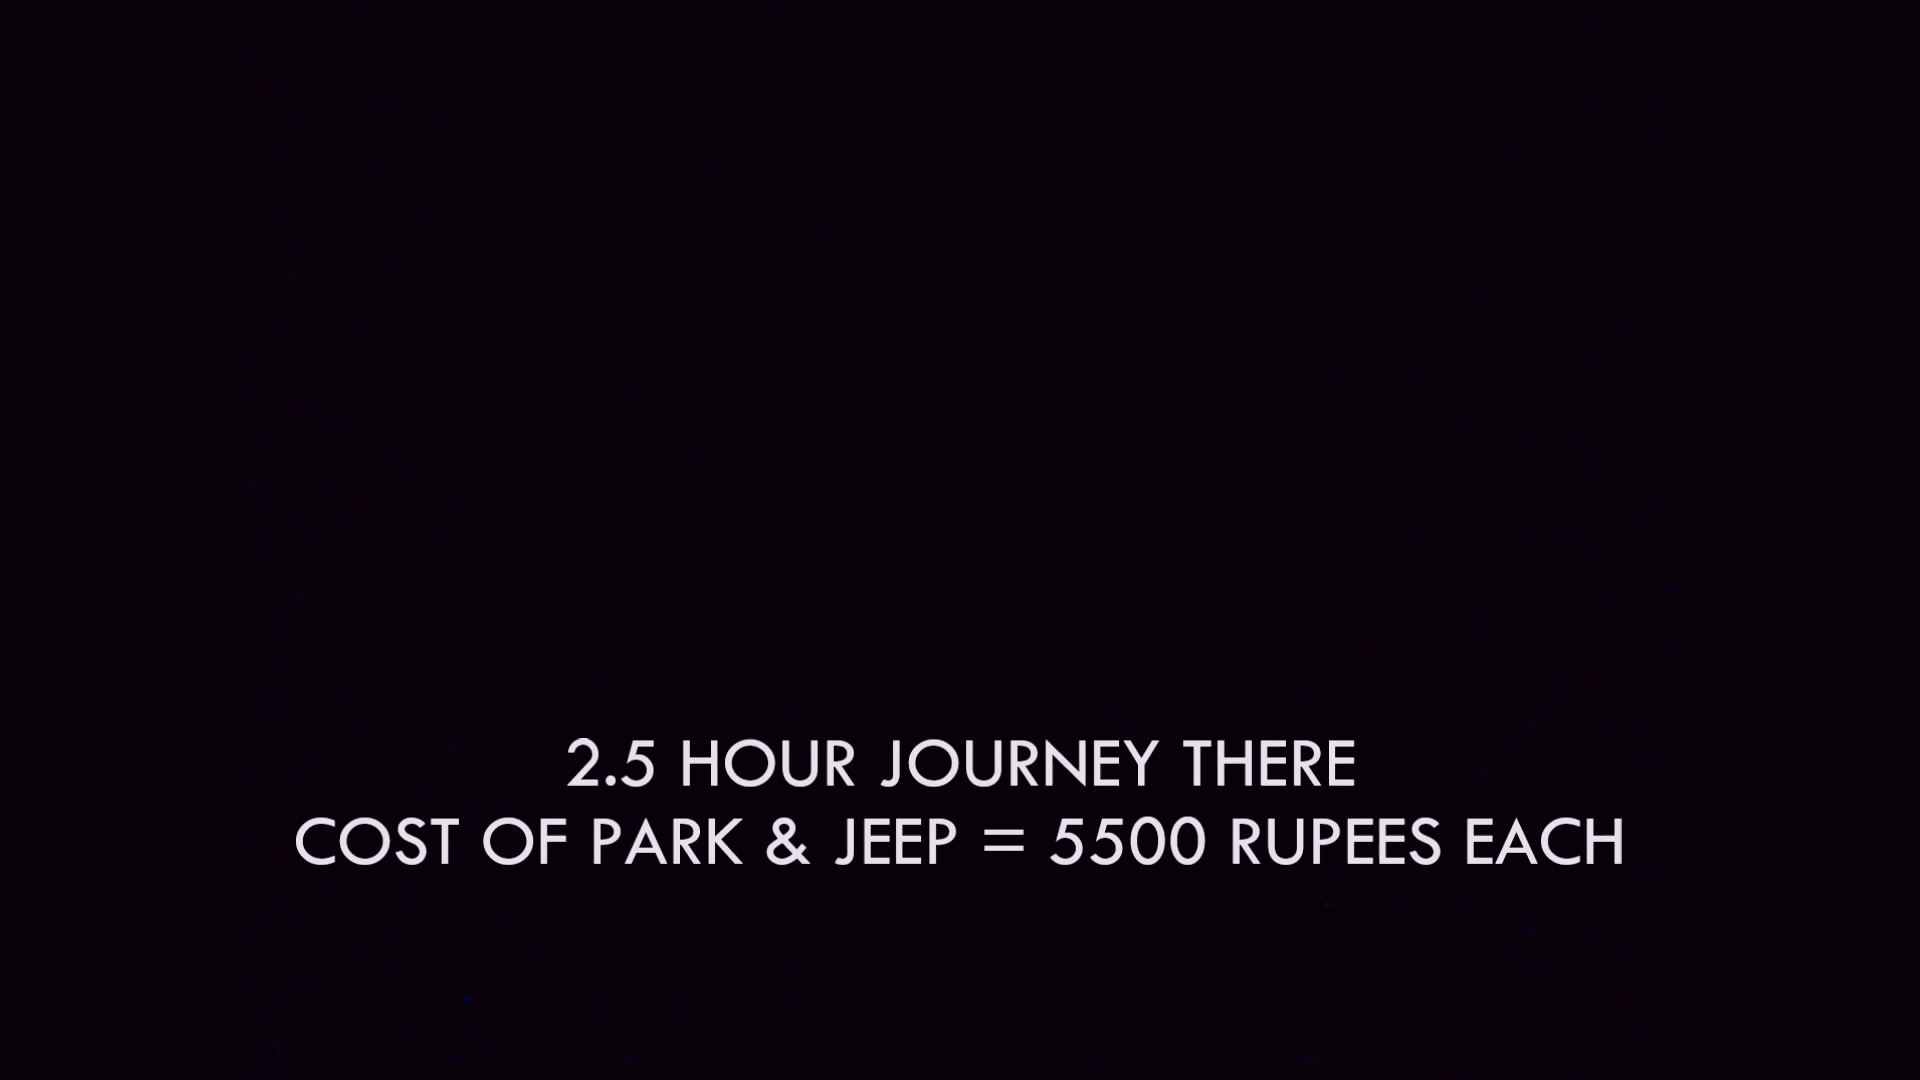 2.5 HOUR JOURNEY THERE
COST OF PARK & JEEP = 5500 RUPEES EACH